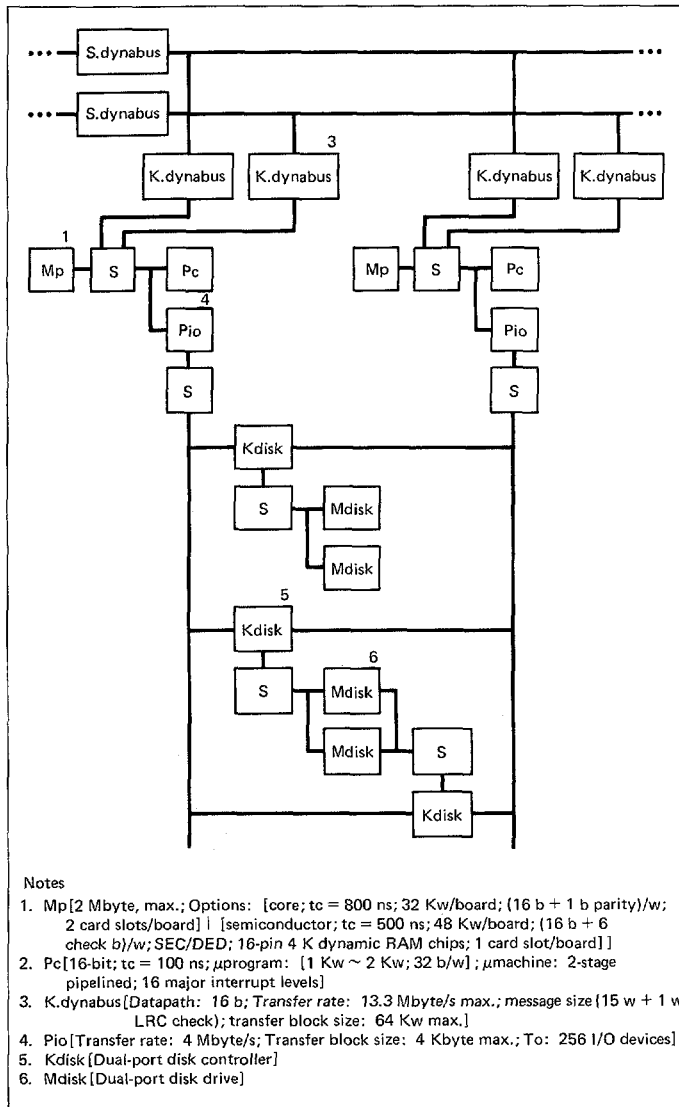 ••• S.dynabus •••
••• S.dynabus •••
3
K.dynabus K.dynabus K.dynabus K.dynabus
1
Mp S Pc Mp S Pc
4
Pio Pio
S S
Kdisk
S Mdisk
Mdisk
5
Kdisk
6
S Mdisk
Mdisk S
Kdisk
Notes
1. Mp[2 Mbyte, max.; Options: [core; tc = 800 ns; 32 Kw/board; (16 b + 1 b parity)/w;
2 card slots/board] | [semiconductor; tc = 500 ns; 48 Kw/board; (16 b + 6
check b)/w; SEC/DED; 16-pin 4 K dynamic RAM chips; 1 card slot/board] ]
2. Pc[16-bit; tc = 100 ns; μprogram: [1 Kw ~ 2 Kw; 32 b/w] ; μmachine: 2-stage
pipelined; 16 major interrupt levels]
3. K.dynabus[Datapath: 16 b; Transfer rate: 13.3 Mbyte/s max.; message size (15 w + 1 w
LRC check); transfer block size: 64 Kw max.]
4. Pio[Transfer rate: 4 Mbyte/s; Transfer block size: 4 Kbyte max.; To: 256 I/O devices]
5. Kdisk[Dual-port disk controller]
6. Mdisk[Dual-port disk drive]